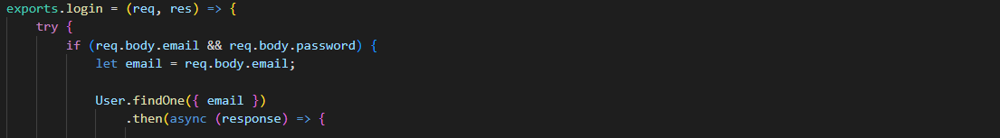 exports.login = (req, res) => {
try {
if (req.body.email && req.body.password) {
let email = req.body.email;
User.findOne({ email })
.then(async (response) => {